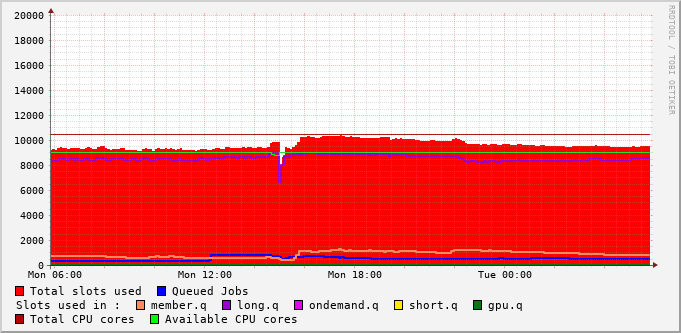 20000
18000
16000
14000
12000
10000
8000
6000
4000
2000
0
Mon 06:00 Mon 12:00 Mon 18:00 Tue 00:00
Total slots used Queued Jobs
Slots used in : member.q long.q ondemand.q short.q gpu.q
Total CPU cores Available CPU cores
RRDTOOL / TOBI OETIKER